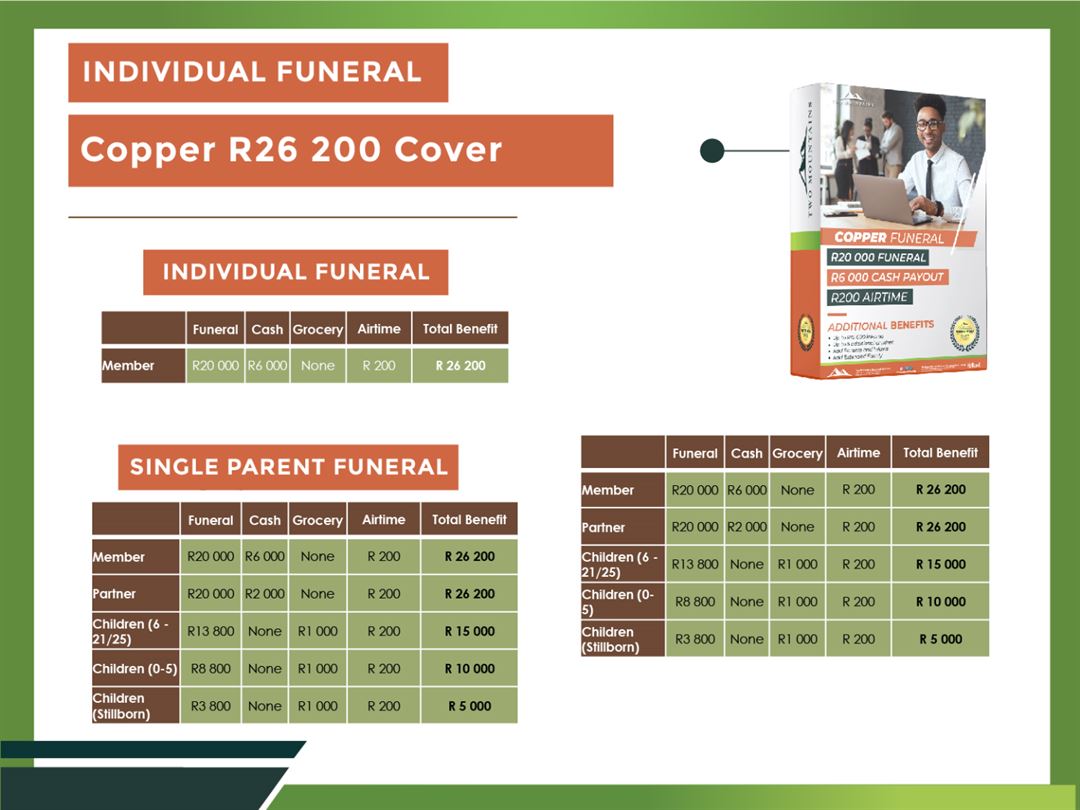 INDIVIDUAL FUNERAL
Copper R26 200 Cover
INDIVIDUAL FUNERAL
Funeral Cash Grocery Airtime Total Benefit
Member R20 000 R6 000 None R 200 R 26 200
SINGLE PARENT FUNERAL
Funeral Cash Grocery Airtime Total Benefit
Member R20 000 R6 000 None R 200 R 26 200
Partner R20 000 R2 000 None R 200 R 26 200
Children (6 -
21/25) R13 800 None R1 000 R 200 R 15 000
Children (0-5) R8 800 None R1 000 R 200 R 10 000
Children
(Stillborn) R3 800 None R1 000 R 200 R 5 000
TWO MOUNTAINS
COPPER FUNERAL
R20 000 FUNERAL
R6 000 CASH PAYOUT
R200 AIRTIME
ADDITIONAL BENEFITS
Funeral Cash Grocery Airtime Total Benefit
Member R20 000 R6 000 None R 200 R 26 200
Partner R20 000 R2 000 None R 200 R 26 200
Children (6 -
21/25) R13 800 None R1 000 R 200 R 15 000
Children (0-
5) R8 800 None R1 000 R 200 R 10 000
Children
(Stillborn) R3 800 None R1 000 R 200 R 5 000